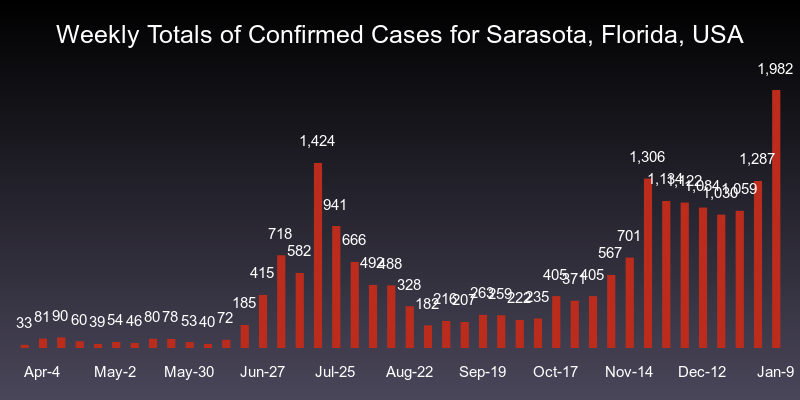 Weekly Totals of Confirmed Cases for Sarasota, Florida, USA
33 81 90 60 39 54 46 80 78 53 40 72 185 415 718 582 1,424 941 666 492 488 328 182 216 207 263 259 222 235 405 371 405 567 701 1,306 1,134 1,122 1,084 1,030 1,059 1,287 1,982
Apr-4 May-2 May-30 Jun-27 Jul-25 Aug-22 Sep-19 Oct-17 Nov-14 Dec-12 Jan-9